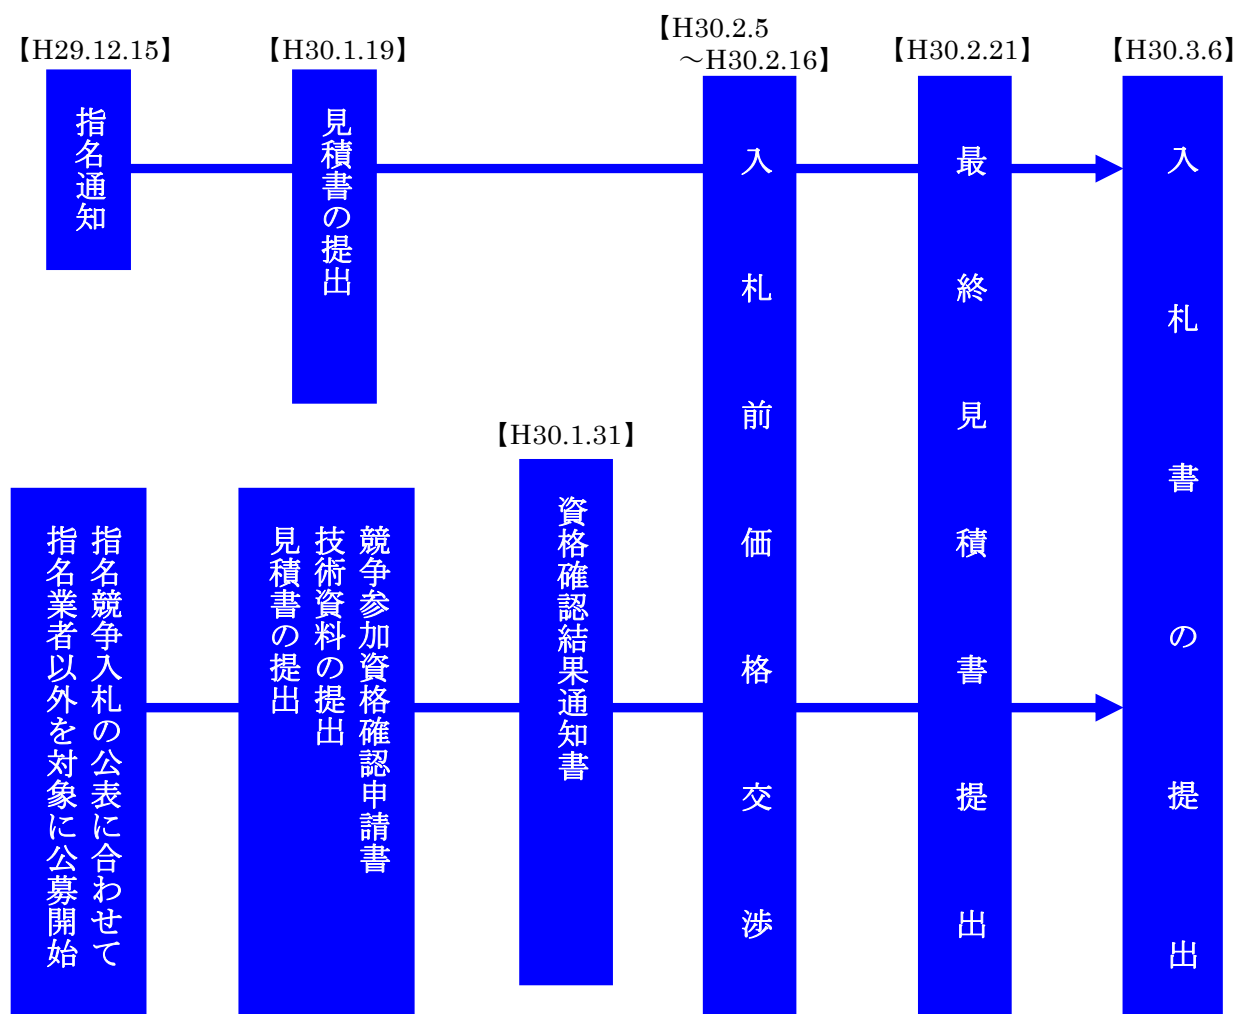 【H29.12.15】
指名通知
【H30.1.19】
見積書の提出
【H30.2.5
～H30.2.16】
入札前価格交渉
【H30.2.21】
最終見積書提出
【H30.3.6】
入札書の提出
指名競争入札の公表に合わせて
指名業者以外を対象に公募開始
競争参加資格確認申請書
技術資料の提出
見積書の提出
【H30.1.31】
資格確認結果通知書